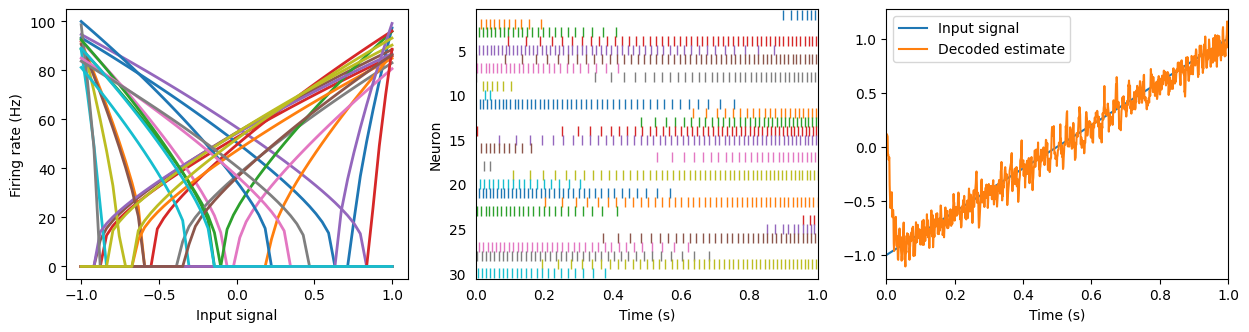 100
80
60
40
20
0
Firing rate (Hz)
−1.0 −0.5 0.0 0.5 1.0
Input signal
5
10
15
20
25
30
Neuron
0.0 0.2 0.4 0.6 0.8 1.0
Time (s)
Input signal
Decoded estimate
1.0
0.5
0.0
−0.5
−1.0
0.0 0.2 0.4 0.6 0.8 1.0
Time (s)